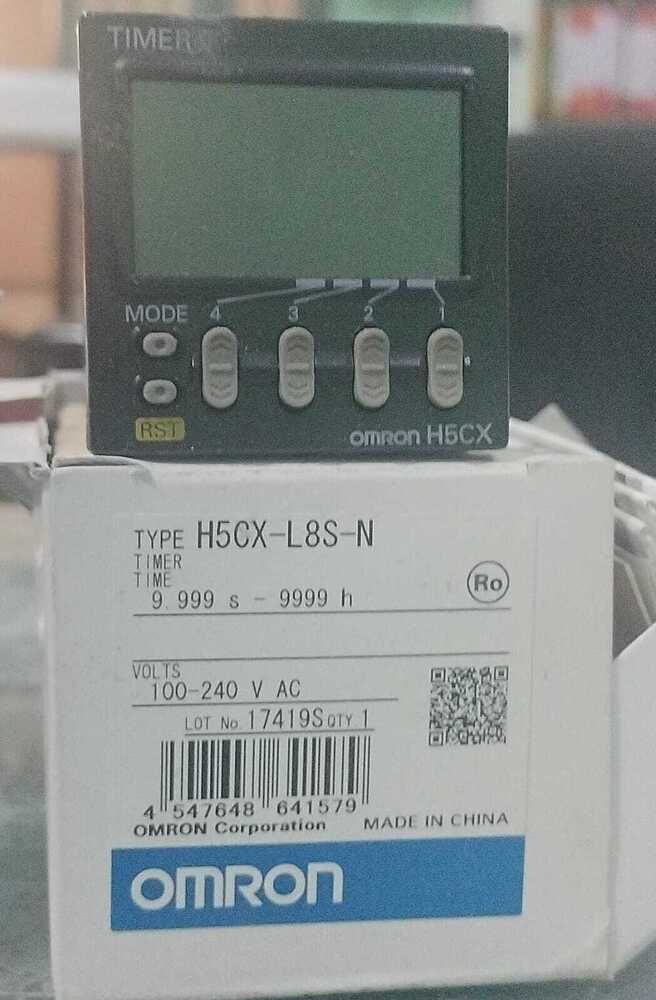 TIMER
MODE 4 3 2 1
RST
OMRON H5CX
TYPE H5CX-L8S-N
TIMER
TIME
9.999 s - 9999 h
Ro
VOLTS
100-240 V AC
LOT No. 17419S QTY 1
4 547648 641579
OMRON Corporation MADE IN CHINA
OMRON